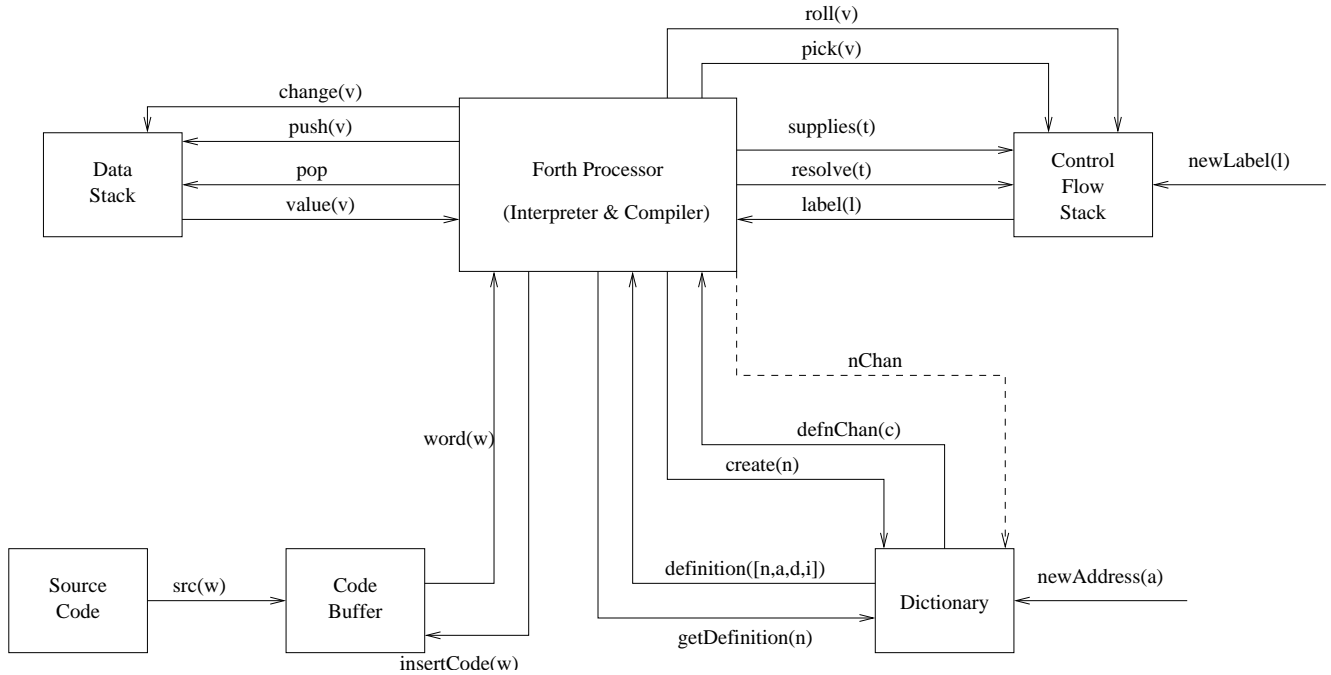 roll(v)
pick(v)
change(v)
push(v)
supplies(t)
Data
Stack
pop
value(v)
Forth Processor
(Interpreter & Compiler)
resolve(t)
label(l)
Control
Flow
Stack
newLabel(l)
nChan
word(w)
defnChan(c)
create(n)
Source
Code
src(w)
Code
Buffer
insertCode(w)
definition([n,a,d,i])
getDefinition(n)
Dictionary
newAddress(a)